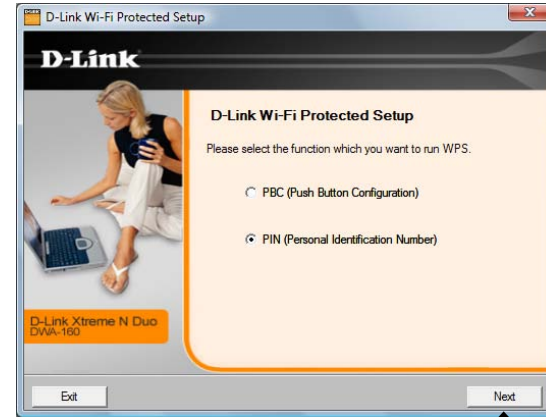 D-Link Wi-Fi Protected Setup
D-Link
D-Link Wi-Fi Protected Setup
Please select the function which you want to run WPS.
PBC (Push Button Configuration)
PIN (Personal Identification Number)
D-Link Xtreme N Duo
DWA-160
Exit
Next